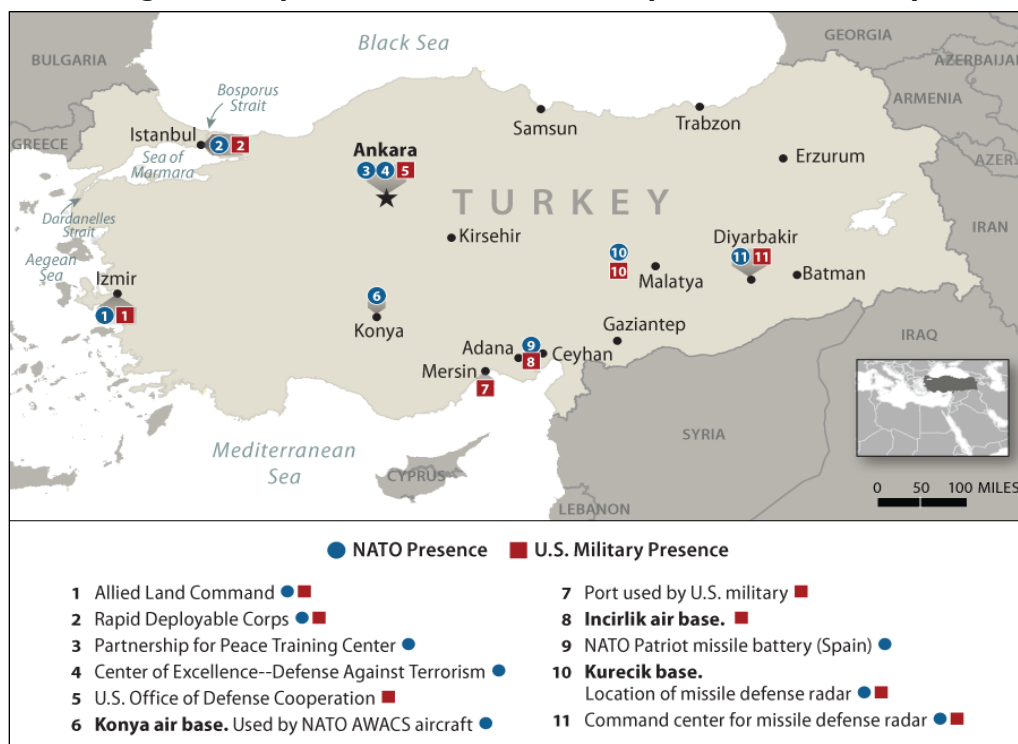 Black Sea
GEORGIA
BULGARIA
AZERBAIJAN
Bosporus
Strait
ARMENIA
Istanbul
2 2
Samsun
Trabzon
GREECE
Sea of
Marmara
Ankara
3 4 5
Erzurum
AZER.
TURKEY
Dardanelles
Strait
Kirsehir
Diyarbakir
IRAN
Aegean
Sea
10
10
11 11
Izmir
Malatya
Batman
6
1 1
Konya
Gaziantep
IRAQ
Adana
9
8
Ceyhan
Mersin
7
Mediterranean
Sea
SYRIA
CYPRUS
0 50 100 MILES
LEBANON
NATO Presence U.S. Military Presence
1 Allied Land Command
2 Rapid Deployable Corps
3 Partnership for Peace Training Center
4 Center of Excellence--Defense Against Terrorism
5 U.S. Office of Defense Cooperation
6 Konya air base. Used by NATO AWACS aircraft
7 Port used by U.S. military
8 Incirlik air base.
9 NATO Patriot missile battery (Spain)
10 Kurecik base.
Location of missile defense radar
11 Command center for missile defense radar